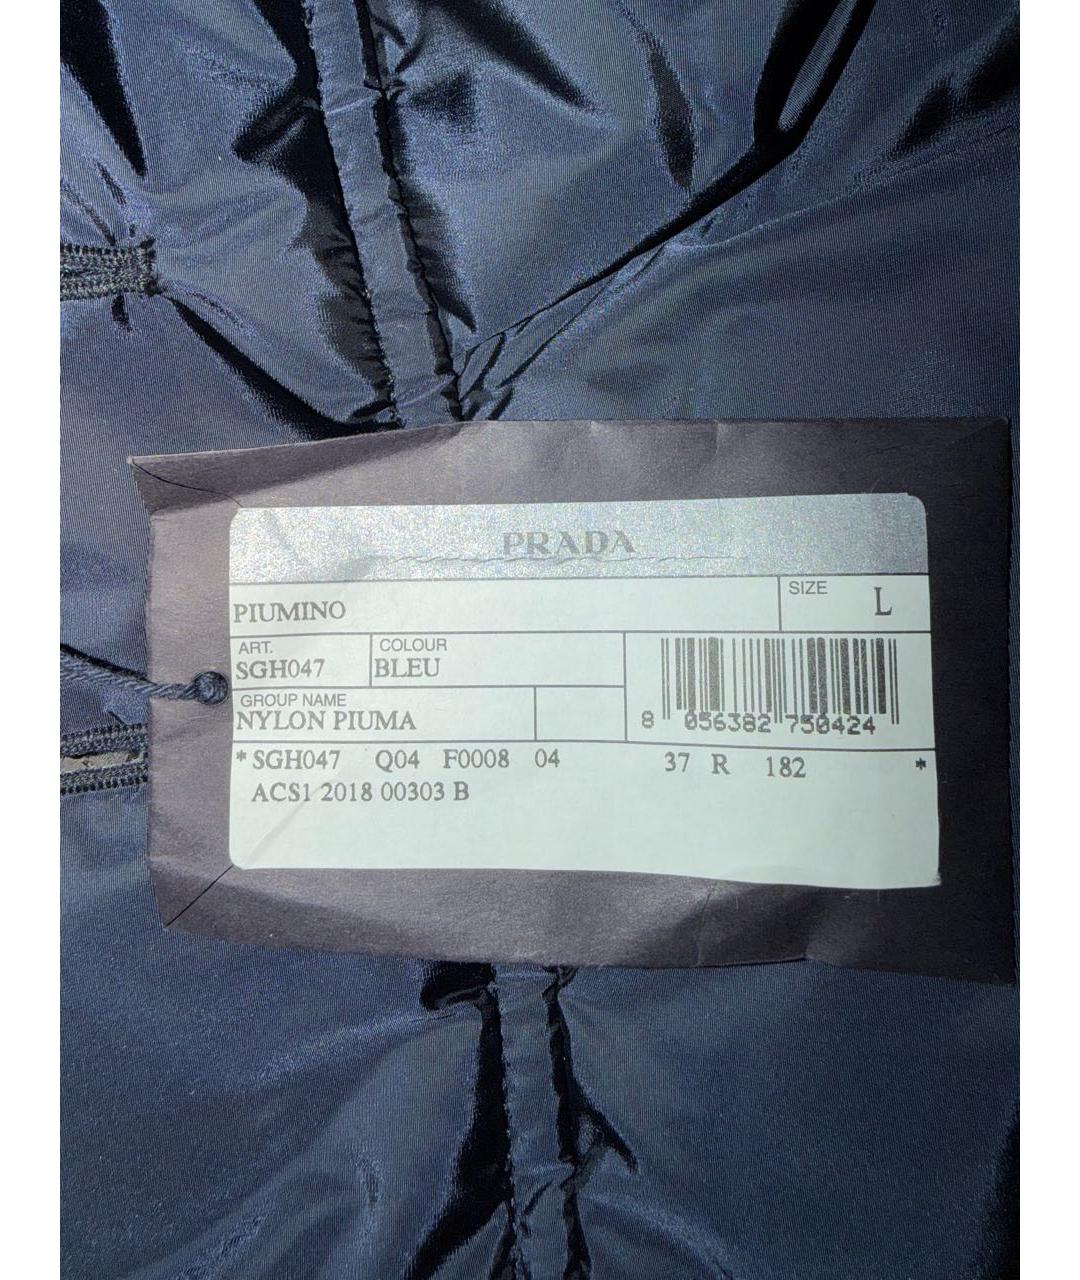 PRADA
PIUMINO
SIZE L
ART. SGH047
COLOUR BLEU
GROUP NAME
NYLON PIUMA
8 056382 750424
* SGH047 Q04 F0008 04 37 R 182 *
ACS1 2018 00303 B